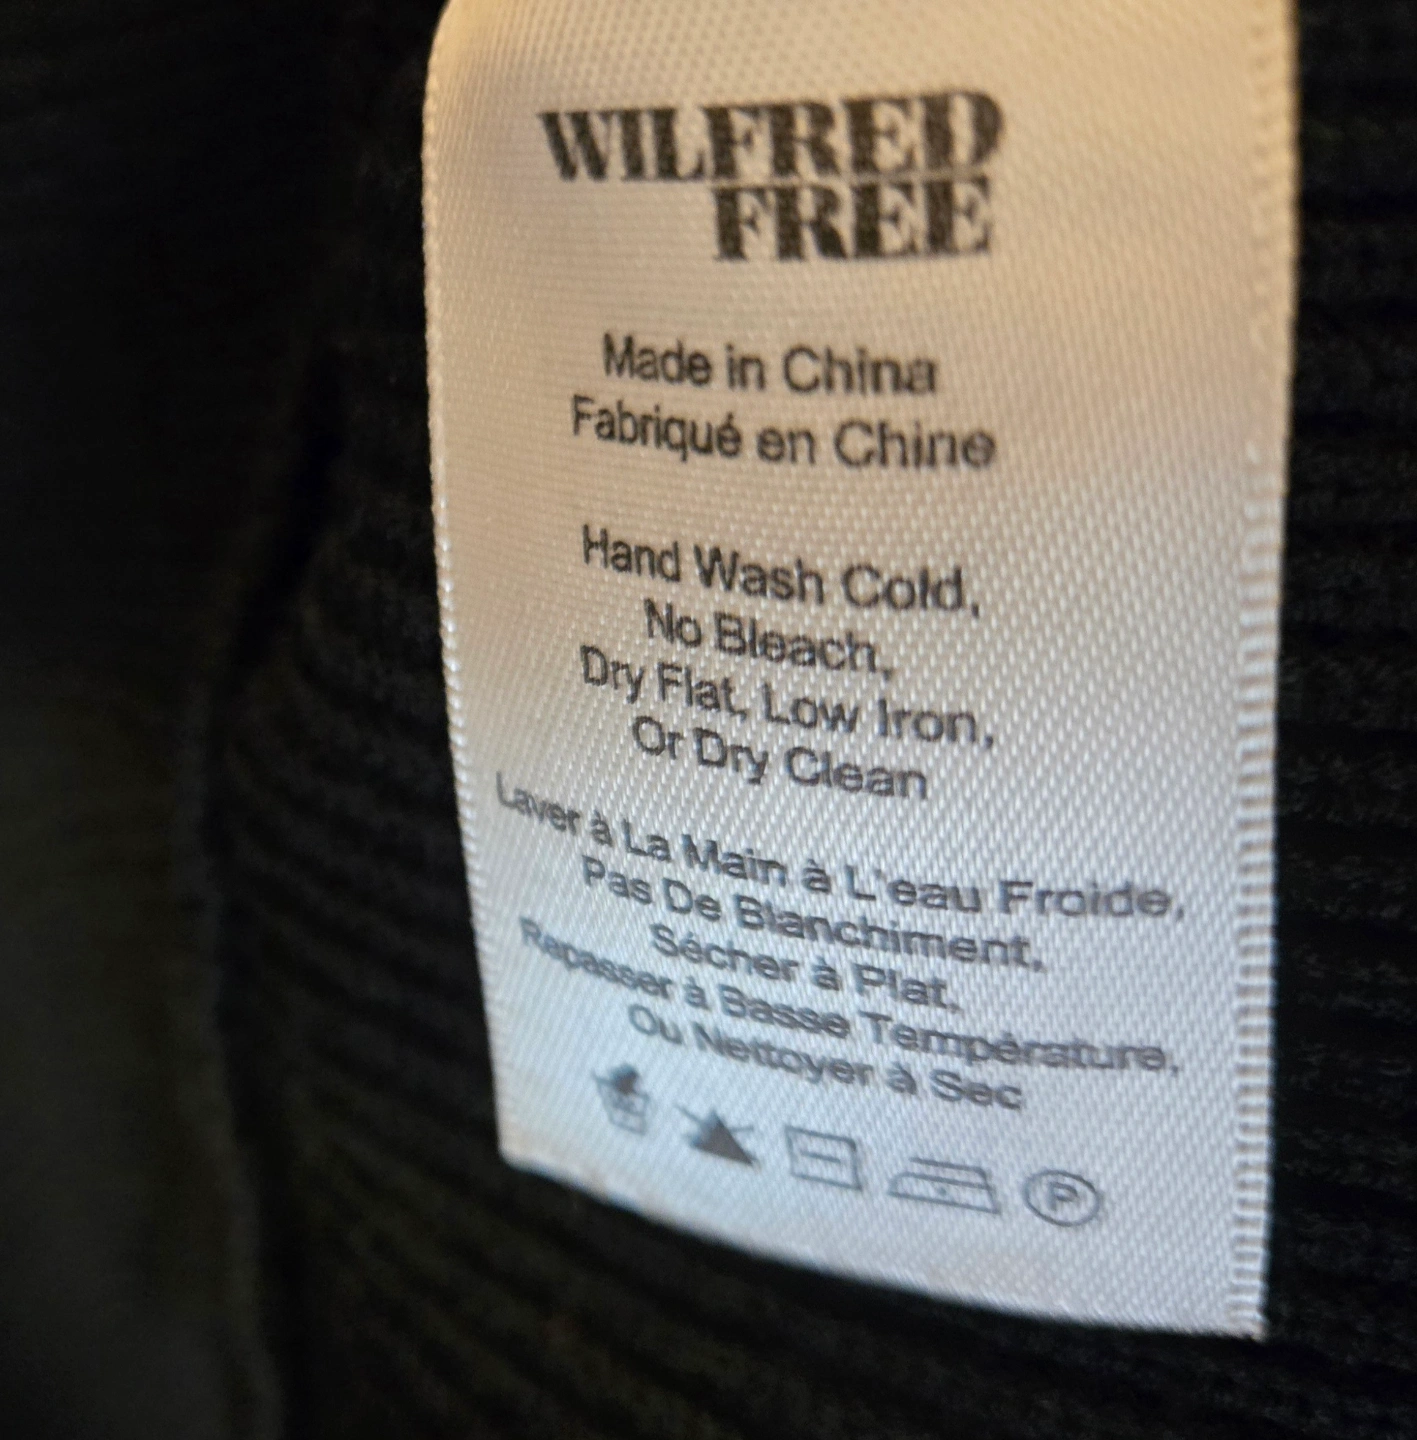 WILFRED
FREE
Made in China
Fabriqué en Chine
Hand Wash Cold,
No Bleach,
Dry Flat, Low Iron,
Or Dry Clean
Laver à La Main à L'eau Froide,
Pas De Blanchiment,
Sécher à Plat,
Repasser à Basse Température,
Ou Nettoyer à Sec
P